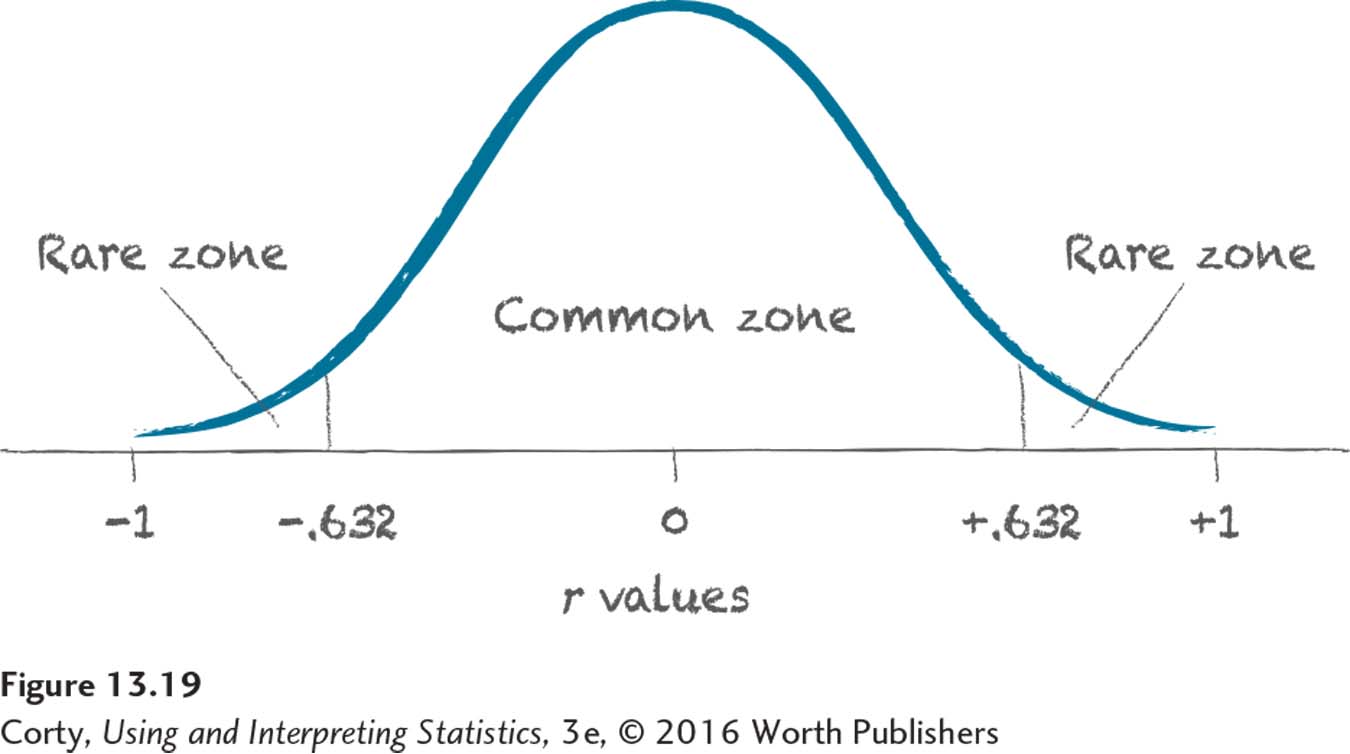 Rare zone
Rare zone
Common zone
-1 -.632 0 +.632 +1
r values
Figure 13.19
Corty, Using and Interpreting Statistics, 3e, © 2016 Worth Publishers